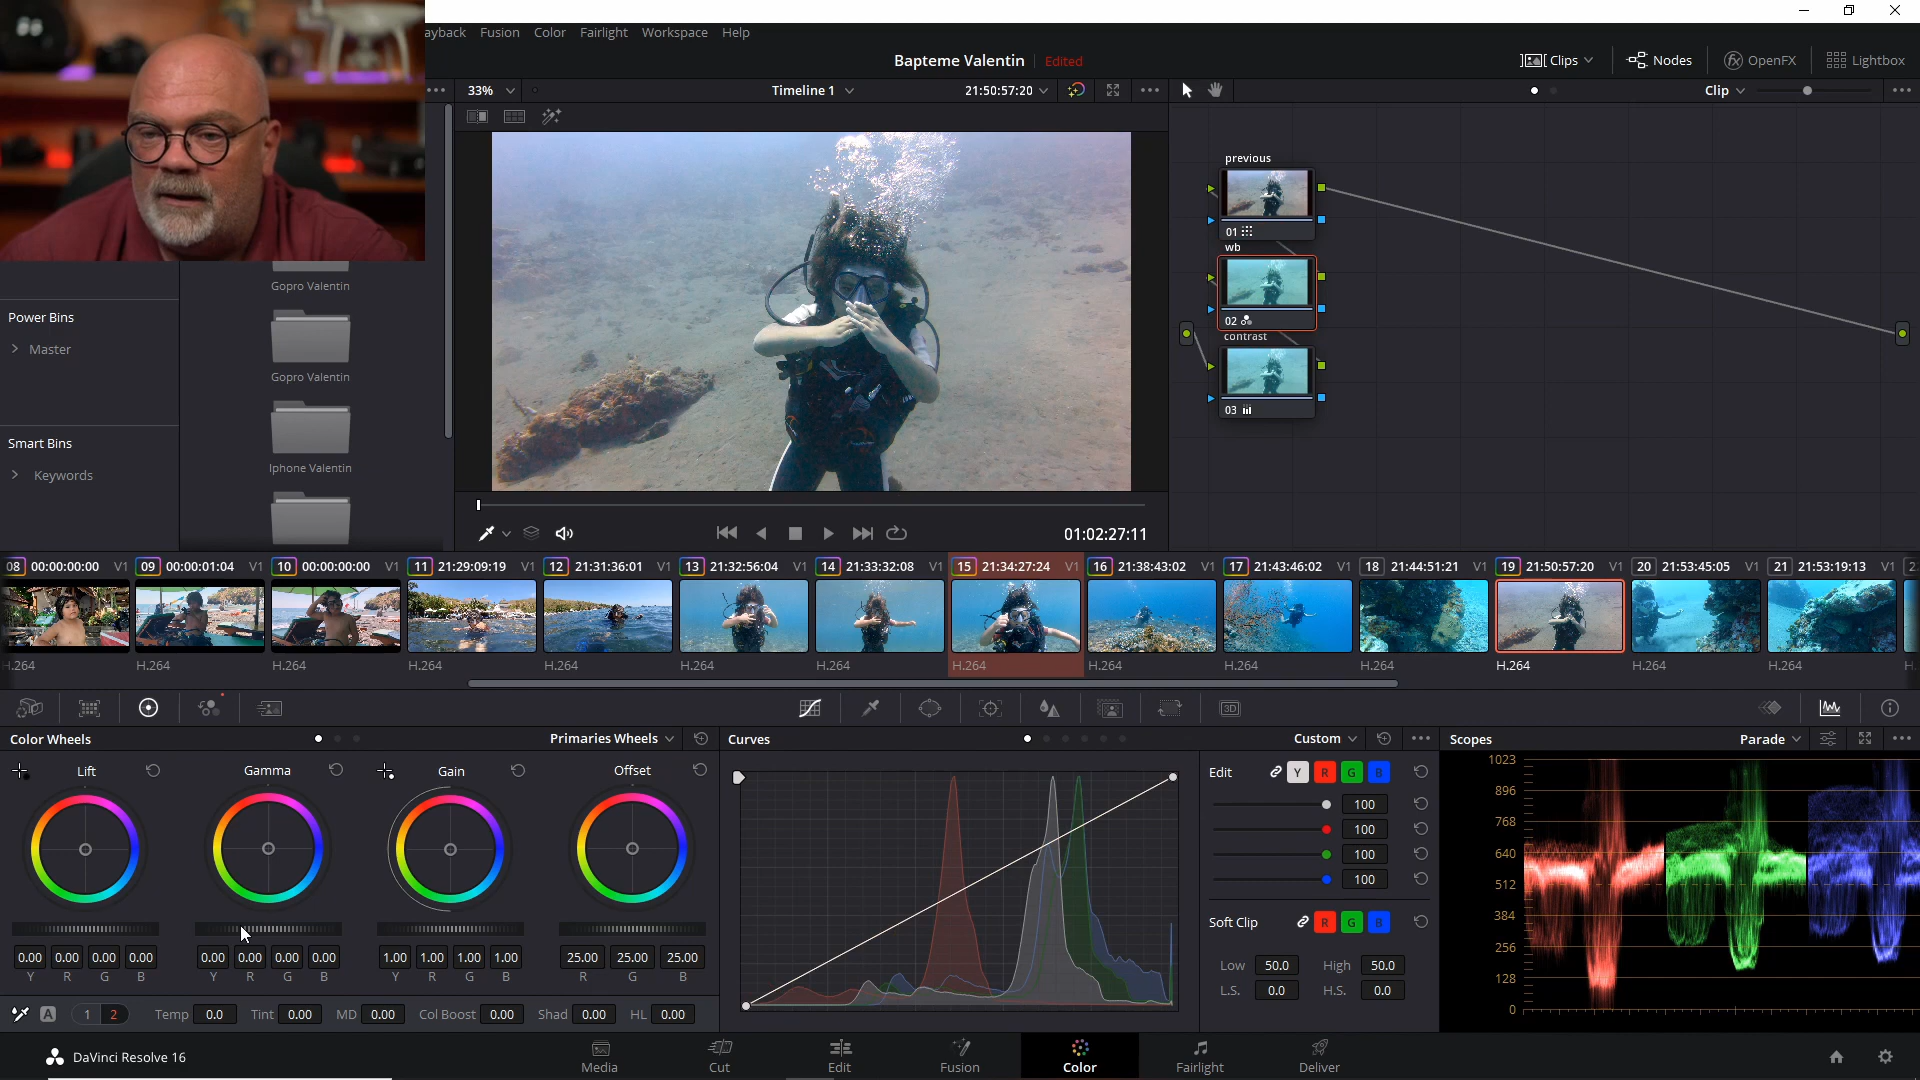 ayback Fusion Color Fairlight Workspace Help
Bapteme Valentin Edited
Clips Nodes OpenFX Lightbox
33% Timeline 1 21:50:57:20 Clip
previous
01
wb
02
contrast
03
Gopro Valentin
Power Bins
Master
Gopro Valentin
Smart Bins
Iphone Valentin
Keywords
01:02:27:11
08 00:00:00:00 V1 09 00:00:01:04 V1 10 00:00:00:00 V1 11 21:29:09:19 V1 12 21:31:36:01 V1 13 21:32:56:04 V1 14 21:33:32:08 V1 15 21:34:27:24 V1 16 21:38:43:02 V1 17 21:43:46:02 V1 18 21:44:51:21 V1 19 21:50:57:20 V1 20 21:53:45:05 V1 21 21:53:19:13 V1
H.264 H.264 H.264 H.264 H.264 H.264 H.264 H.264 H.264 H.264 H.264 H.264 H.264 H.264
3D
Color Wheels Primaries Wheels Curves Custom Scopes Parade
Lift Gamma Gain Offset
Edit Y R G B
100
100
100
100
Soft Clip R G B
Low 50.0 High 50.0
L.S. 0.0 H.S. 0.0
1023
896
768
640
512
384
256
128
0
0.00 0.00 0.00 0.00 0.00 0.00 0.00 0.00 1.00 1.00 1.00 1.00 25.00 25.00 25.00
Y R G B Y R G B Y R G B R G B
A 1 2 Temp 0.0 Tint 0.00 MD 0.00 Col Boost 0.00 Shad 0.00 HL 0.00
DaVinci Resolve 16 Media Cut Edit Fusion Color Fairlight Deliver